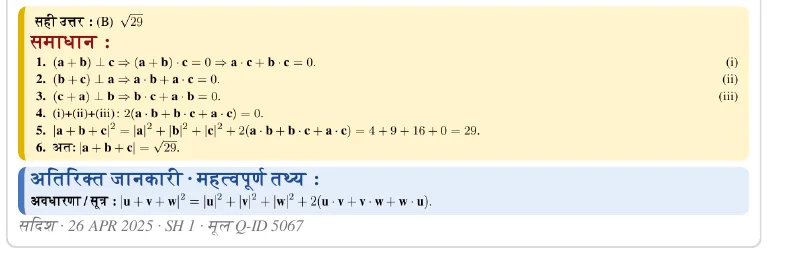 सही उत्तर : (B) √29
समाधान :
1. (a + b) ⊥ c ⇒ (a + b) · c = 0 ⇒ a · c + b · c = 0. (i)
2. (b + c) ⊥ a ⇒ a · b + a · c = 0. (ii)
3. (c + a) ⊥ b ⇒ b · c + a · b = 0. (iii)
4. (i)+(ii)+(iii): 2(a · b + b · c + a · c) = 0.
5. |a + b + c|² = |a|² + |b|² + |c|² + 2(a · b + b · c + a · c) = 4 + 9 + 16 + 0 = 29.
6. अतः |a + b + c| = √29.
अतिरिक्त जानकारी · महत्वपूर्ण तथ्य :
अवधारणा / सूत्र : |u + v + w|² = |u|² + |v|² + |w|² + 2(u · v + v · w + w · u).
सदिश · 26 APR 2025 · SH 1 · मूल Q-ID 5067